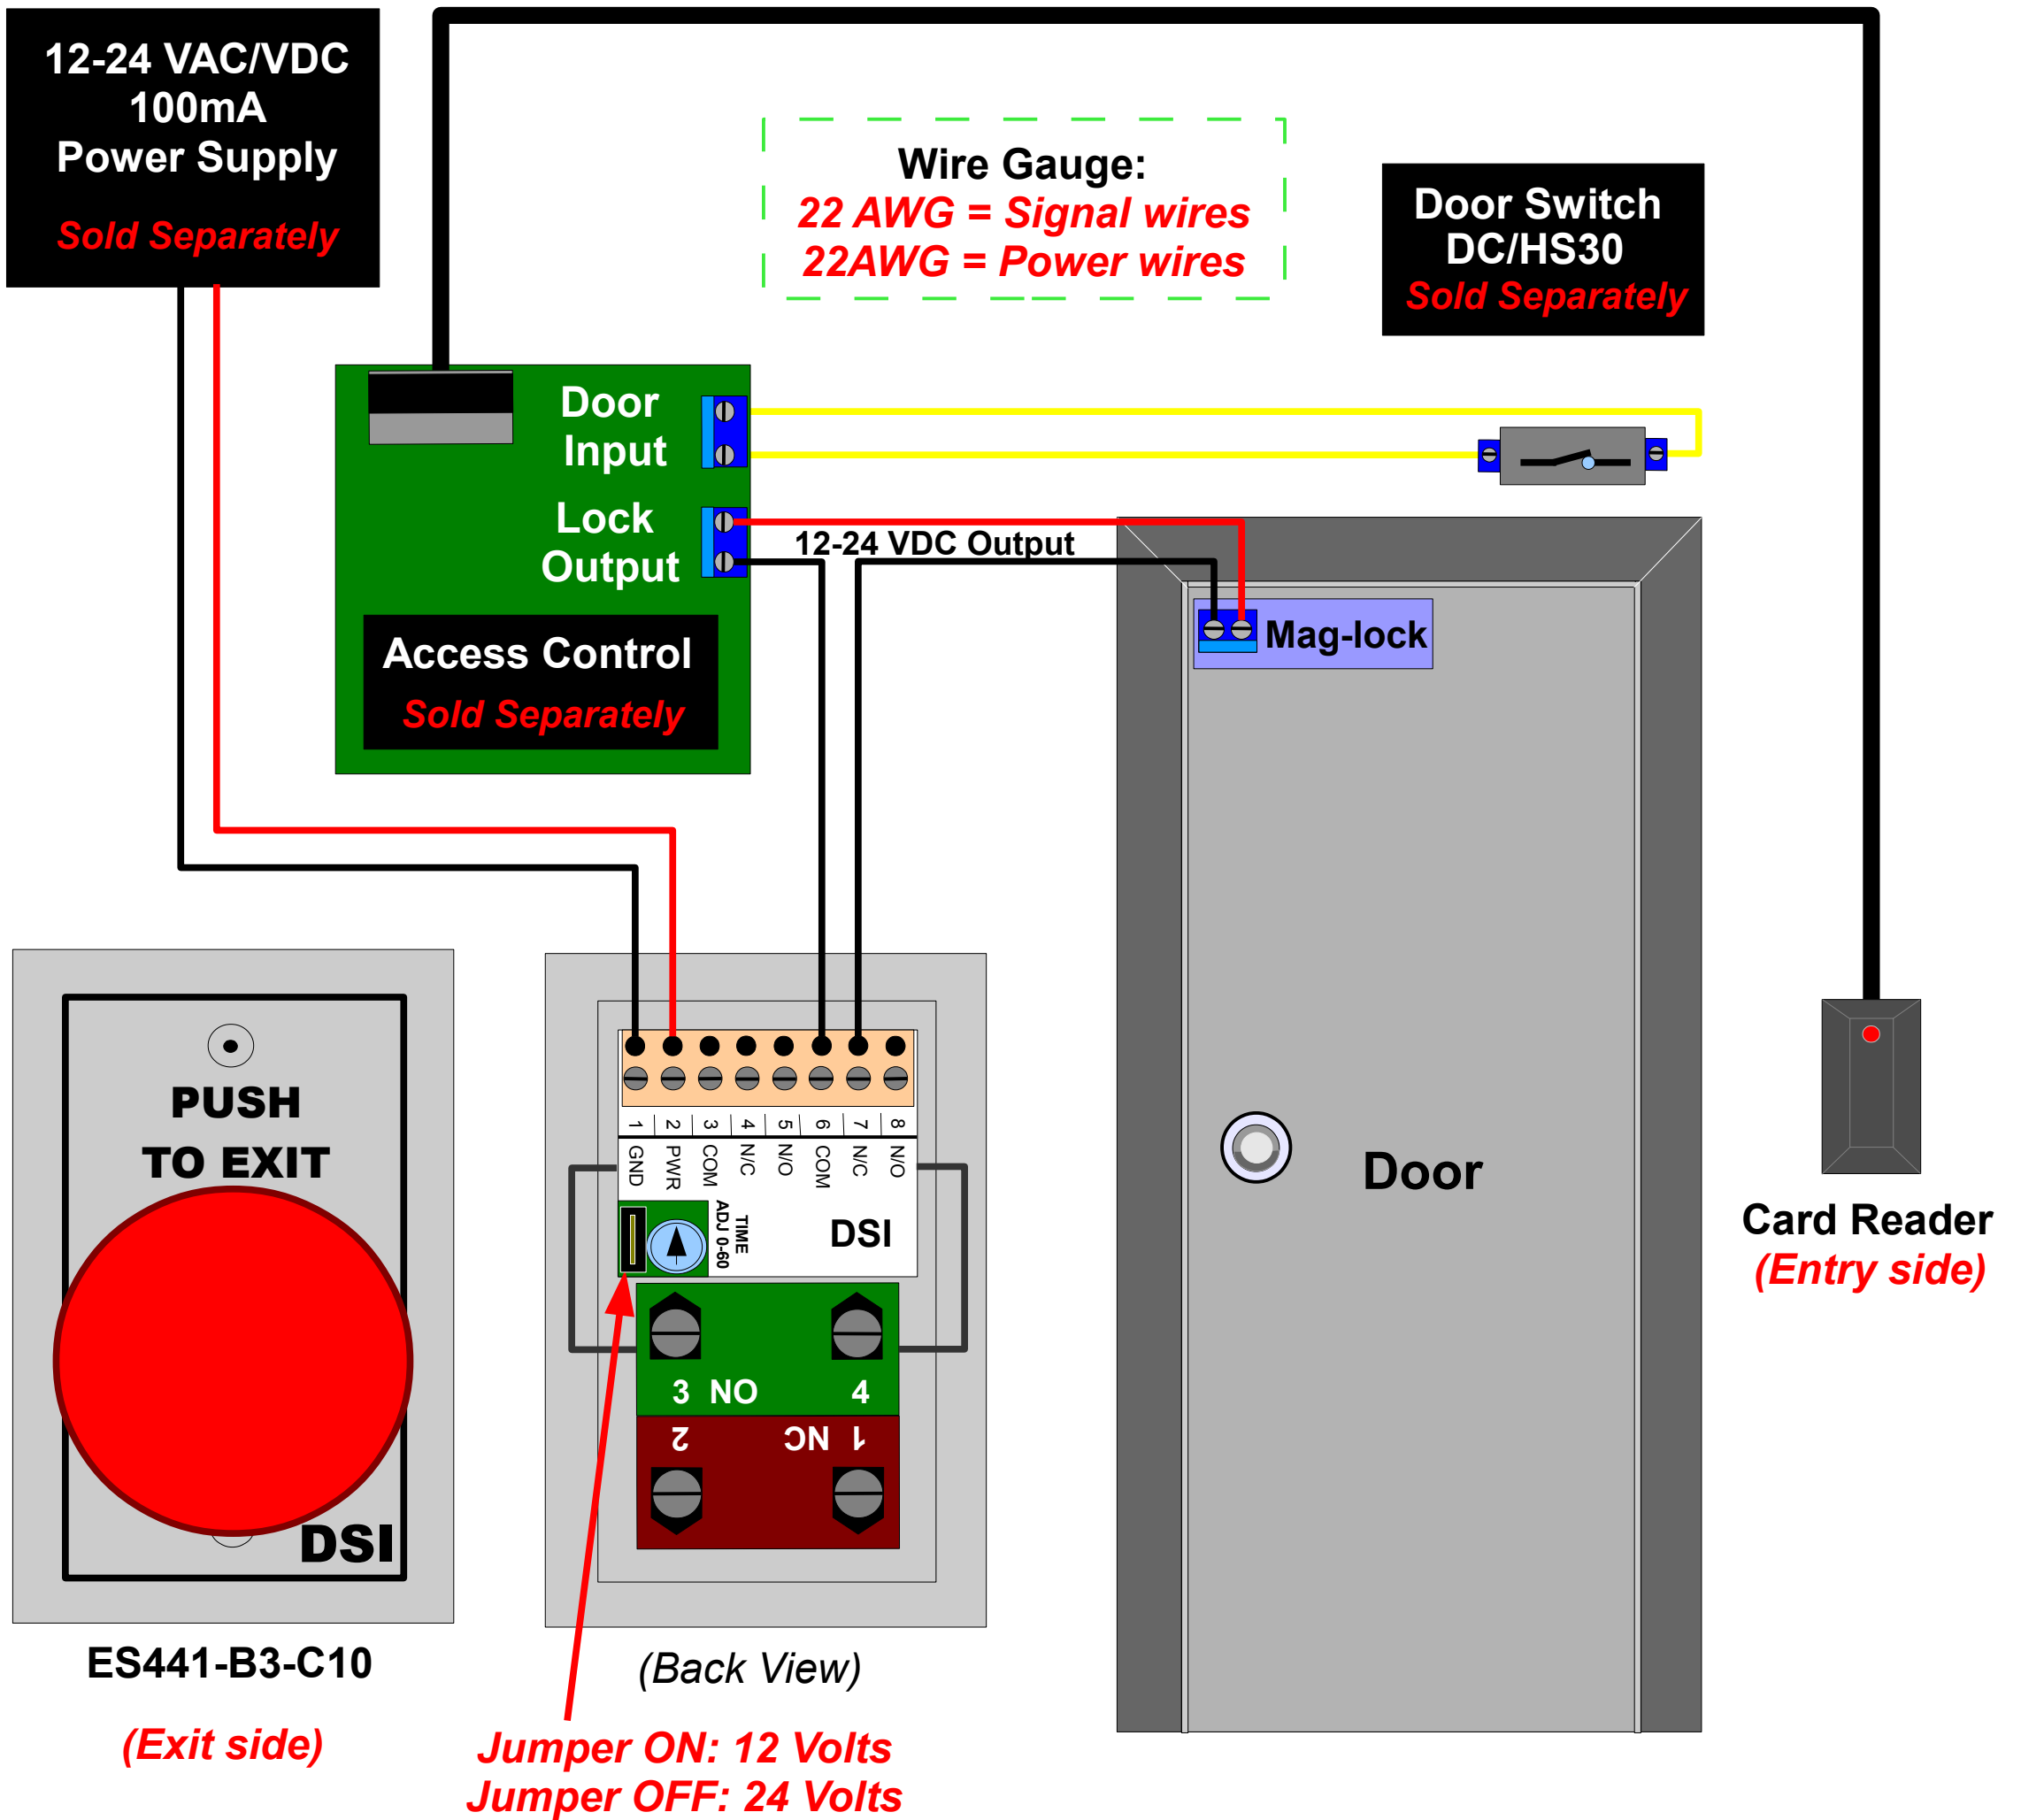 12-24 VAC/VDC
100mA
Power Supply
Sold Separately
Wire Gauge:
22 AWG = Signal wires
22AWG = Power wires
Door Switch
DC/HS30
Sold Separately
Door
Input
Lock
Output
12-24 VDC Output
Access Control
Sold Separately
Mag-lock
PUSH
TO EXIT
DSI
ES441-B3-C10
(Exit side)
1 2 3 4 5 6 7 8
GND PWR COM N/C N/O COM N/C N/O
TIME
ADJ 0-60
DSI
3 NO 4
2 NC 1
(Back View)
Jumper ON: 12 Volts
Jumper OFF: 24 Volts
Door
Card Reader
(Entry side)